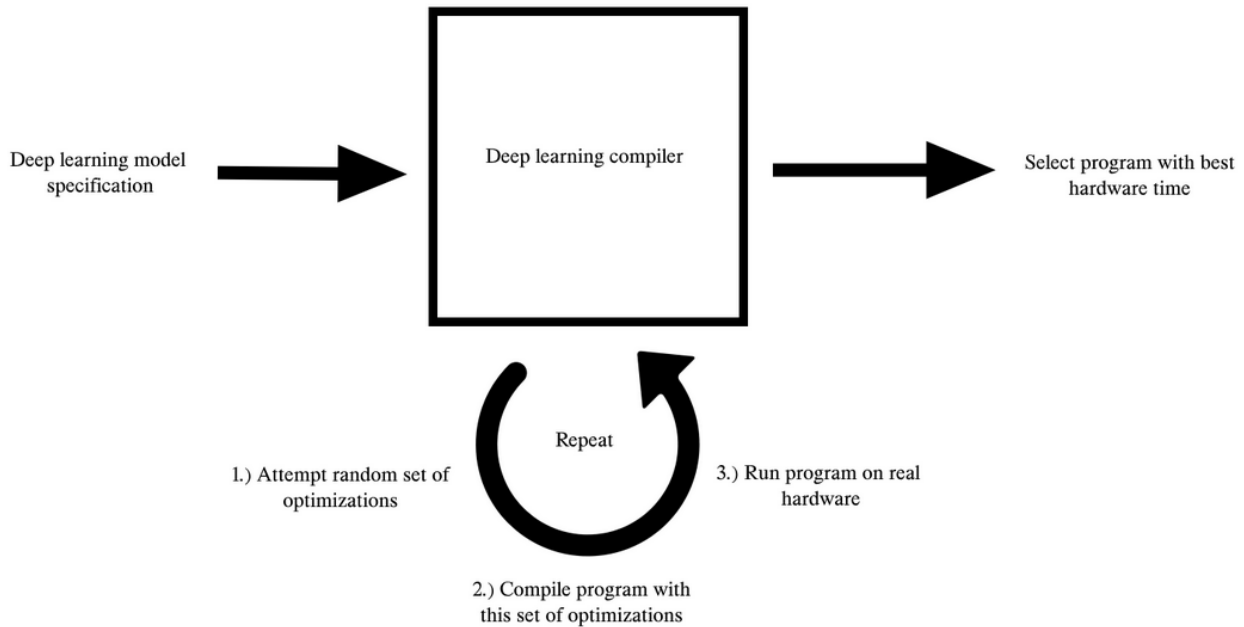 Deep learning model
specification
Deep learning compiler
Select program with best
hardware time
Repeat
1.) Attempt random set of
optimizations
3.) Run program on real
hardware
2.) Compile program with
this set of optimizations